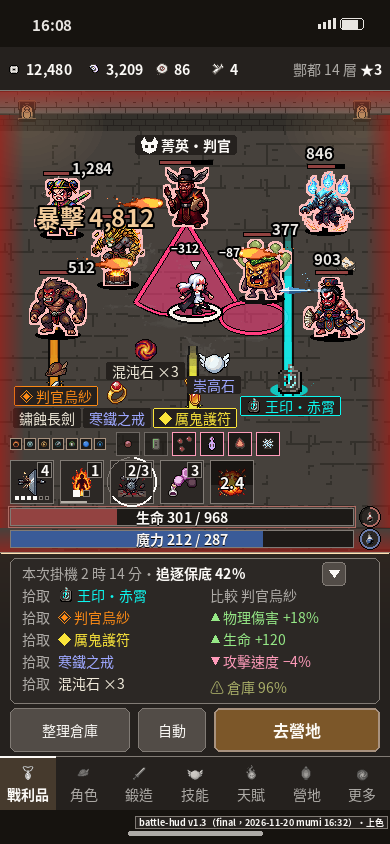 16:08
12,480 3,209 86 4 酆都 14 層 ★3
菁英・判官
1,284
846
暴擊 4,812
377
−312
−87
512
903
混沌石 ×3
崇高石
判官烏紗
王印・赤霄
鏽蝕長劍 寒鐵之戒 厲鬼護符
4 1 2/3 3 2.4
生命 301 / 968
魔力 212 / 287
本次掛機 2 時 14 分・追逐保底 42%
拾取 王印・赤霄
拾取 判官烏紗
拾取 厲鬼護符
拾取 寒鐵之戒
拾取 混沌石 ×3
比較 判官烏紗
▲物理傷害 +18%
▲生命 +120
▼攻擊速度 −4%
⚠倉庫 96%
整理倉庫 自動 去營地
戰利品 角色 鍛造 技能 天賦 營地 更多
battle-hud v1.3（final，2026-11-20 mumi 16:32）・上色